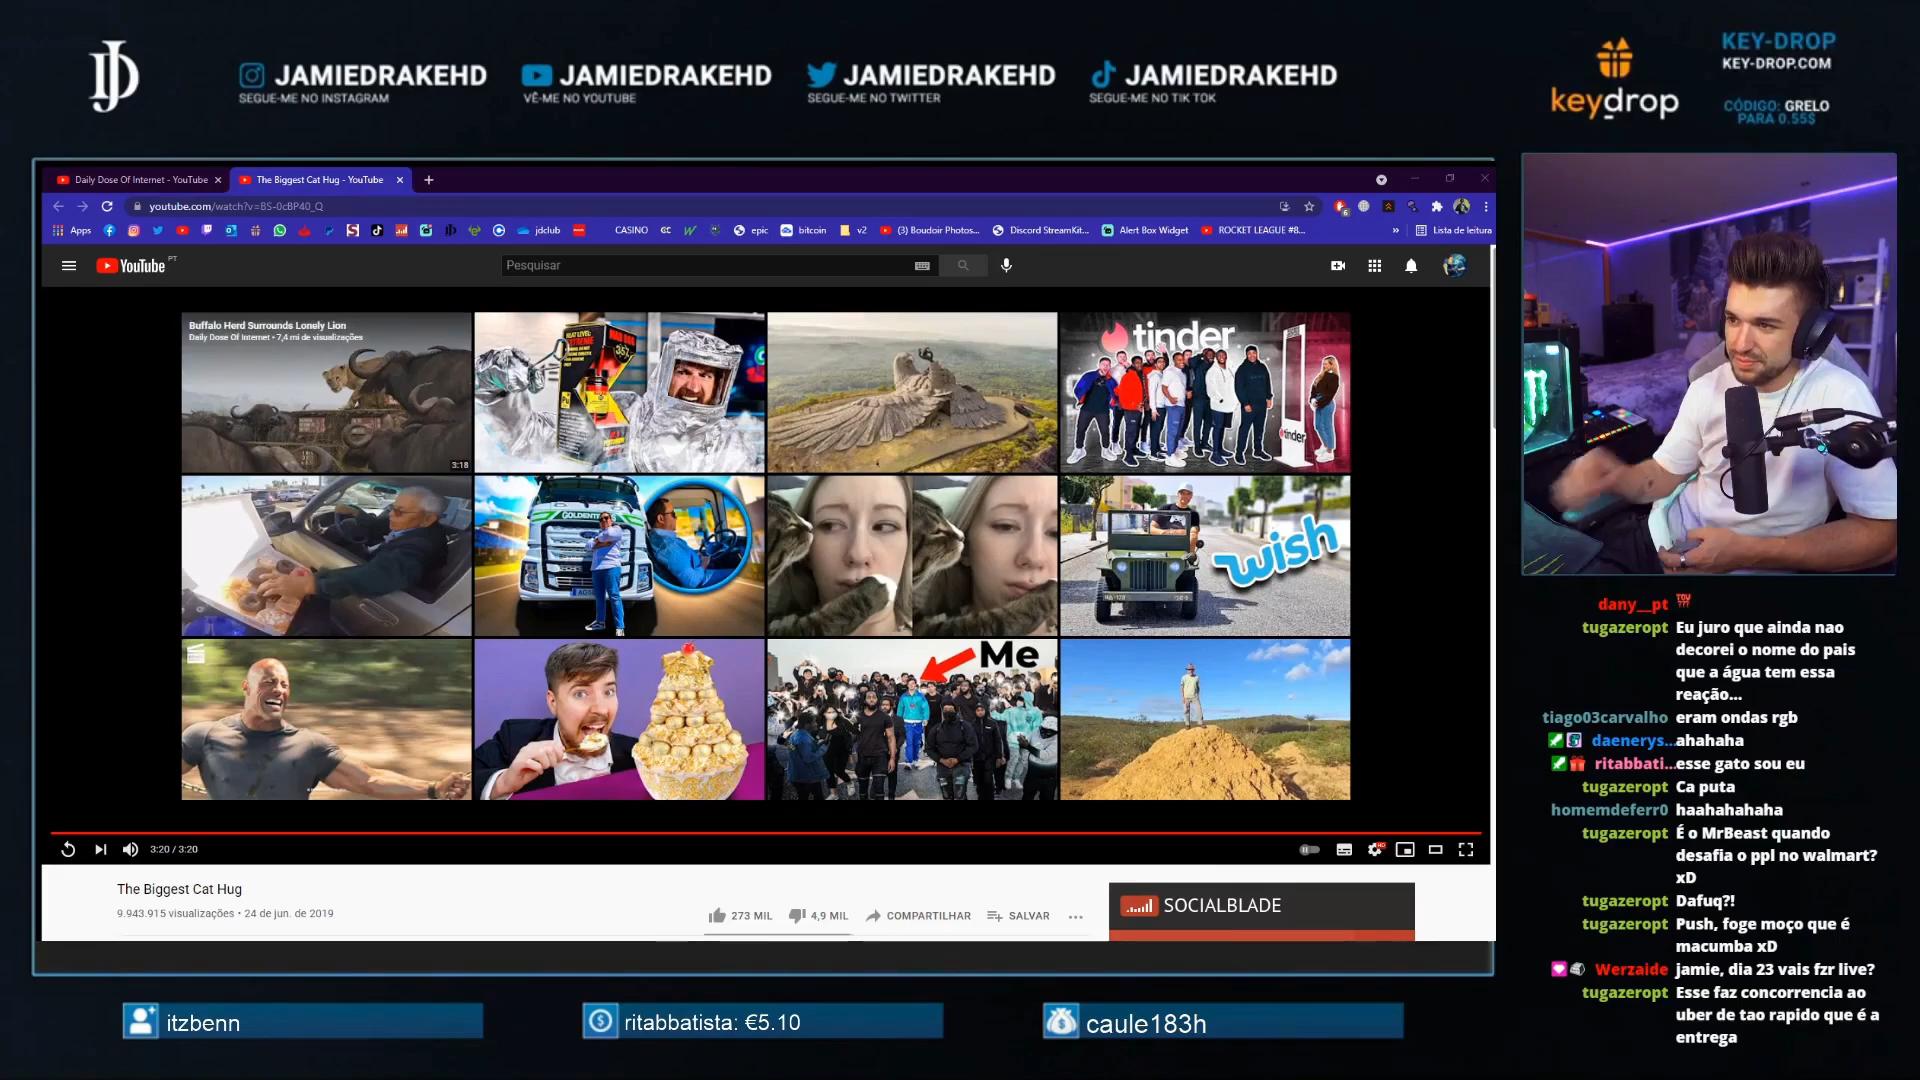 JD
JAMIEDRAKEHD
SEGUE-ME NO INSTAGRAM
JAMIEDRAKEHD
VÊ-ME NO YOUTUBE
JAMIEDRAKEHD
SEGUE-ME NO TWITTER
JAMIEDRAKEHD
SEGUE-ME NO TIK TOK
keydrop
KEY-DROP
KEY-DROP.COM
CÓDIGO: GRELO
PARA 0.55$
Daily Dose Of Internet - YouTube
The Biggest Cat Hug - YouTube
youtube.com/watch?v=8S-0cBP40_Q
Apps
jdclub
CASINO
epic
bitcoin
v2
(3) Boudoir Photos...
Discord StreamKit...
Alert Box Widget
ROCKET LEAGUE #8...
»
Lista de leitura
YouTube PT
Pesquisar
Buffalo Herd Surrounds Lonely Lion
Daily Dose Of Internet • 7,4 mi de visualizações
3:18
tinder
tinder
GOLDENT
wish
Me
3:20 / 3:20
The Biggest Cat Hug
9.943.915 visualizações • 24 de jun. de 2019
273 MIL
4,9 MIL
COMPARTILHAR
SALVAR
SOCIALBLADE
dany__pt
tugazeropt Eu juro que ainda nao
decorei o nome do pais
que a água tem essa
reação...
tiago03carvalho eram ondas rgb
daenerys... ahahaha
ritabbati... esse gato sou eu
tugazeropt Ca puta
homemdeferr0 haahahahaha
tugazeropt É o MrBeast quando
desafia o ppl no walmart?
xD
tugazeropt Dafuq?!
tugazeropt Push, foge moço que é
macumba xD
Werzaide jamie, dia 23 vais fzr live?
tugazeropt Esse faz concorrencia ao
uber de tao rapido que é a
entrega
itzbenn
ritabbatista: €5.10
caule183h